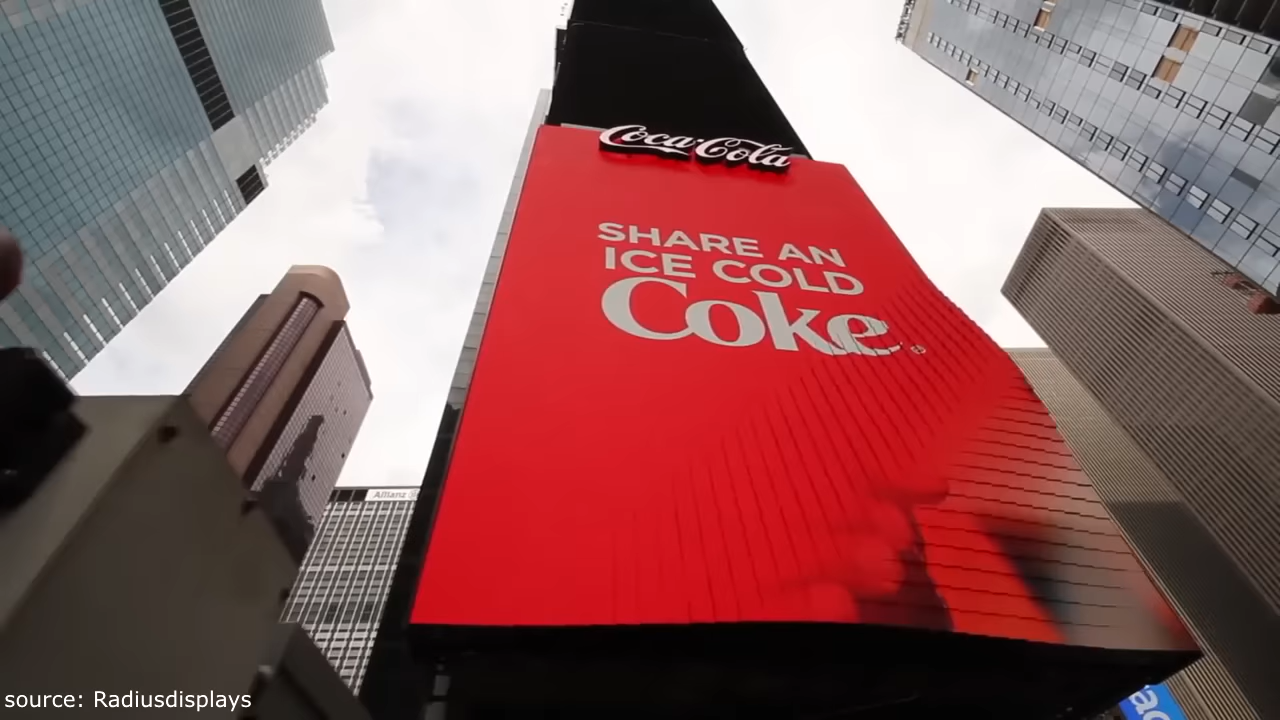 Coca-Cola
SHARE AN
ICE COLD
Coke
Allianz
source: Radiusdisplays